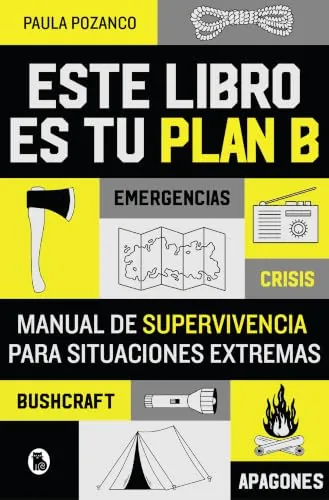 PAULA POZANCO
ESTE LIBRO
ES TU PLAN B
EMERGENCIAS
CRISIS
MANUAL DE SUPERVIVENCIA
PARA SITUACIONES EXTREMAS
BUSHCRAFT
APAGONES